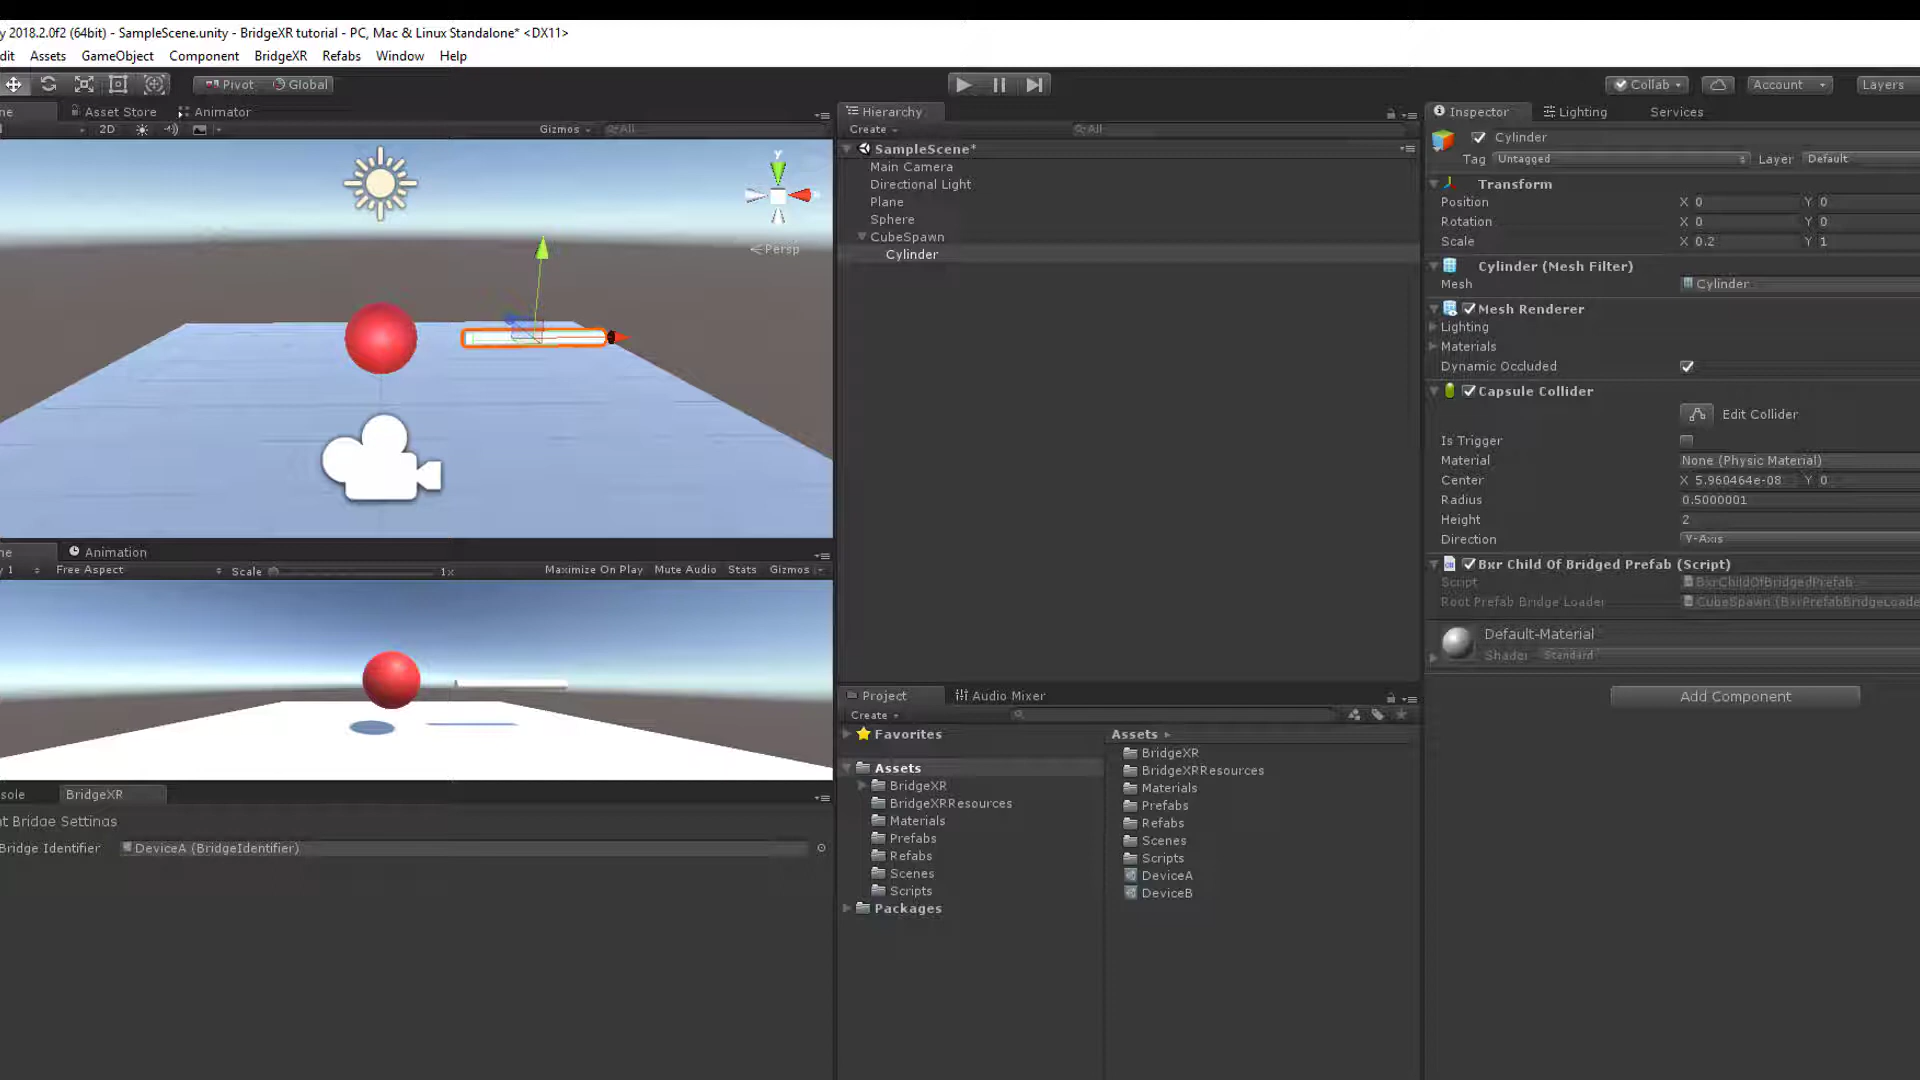 y 2018.2.0f2 (64bit) - SampleScene.unity - BridgeXR tutorial - PC, Mac & Linux Standalone* <DX11>
dit Assets GameObject Component BridgeXR Refabs Window Help
Pivot Global Collab Account Layers
ne Asset Store Animator
2D Gizmos All
Y
Persp
ne Animation
y 1 Free Aspect Scale 1x Maximize On Play Mute Audio Stats Gizmos
sole BridgeXR
nt Bridge Settings
Bridge Identifier DeviceA (BridgeIdentifier)
Hierarchy
Create All
SampleScene*
Main Camera
Directional Light
Plane
Sphere
CubeSpawn
Cylinder
Project Audio Mixer
Create
Favorites
Assets
BridgeXR
BridgeXRResources
Materials
Prefabs
Refabs
Scenes
Scripts
Packages
Assets
BridgeXR
BridgeXRResources
Materials
Prefabs
Refabs
Scenes
Scripts
DeviceA
DeviceB
Inspector Lighting Services
Cylinder
Tag Untagged Layer Default
Transform
Position X 0 Y 0
Rotation X 0 Y 0
Scale X 0.2 Y 1
Cylinder (Mesh Filter)
Mesh Cylinder
Mesh Renderer
Lighting
Materials
Dynamic Occluded
Capsule Collider
Edit Collider
Is Trigger
Material None (Physic Material)
Center X 5.960464e-08 Y 0
Radius 0.5000001
Height 2
Direction Y-Axis
Bxr Child Of Bridged Prefab (Script)
Script BxrChildOfBridgedPrefab
Root Prefab Bridge Loader CubeSpawn (BxrPrefabBridgeLoade
Default-Material
Shader Standard
Add Component